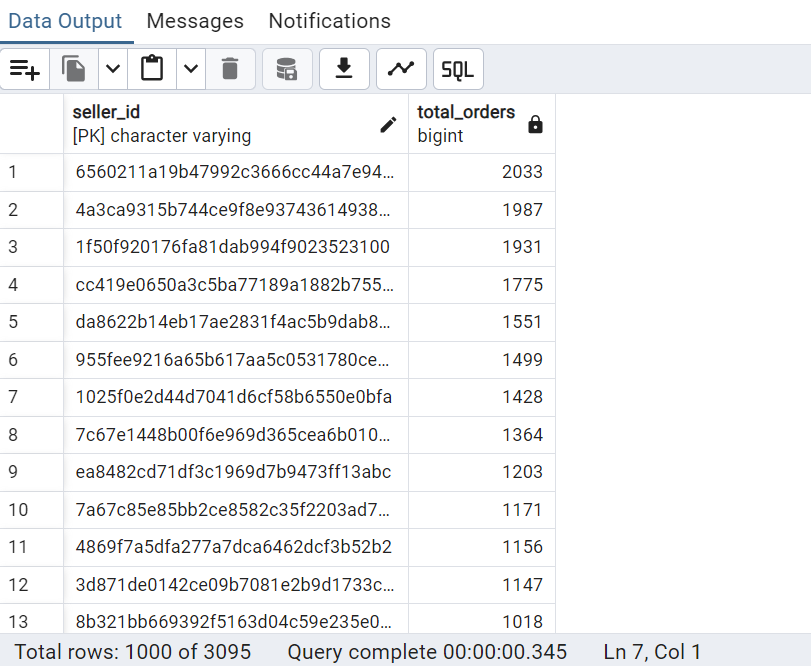 Data Output Messages Notifications
SQL
seller_id total_orders
[PK] character varying bigint
1 6560211a19b47992c3666cc44a7e94... 2033
2 4a3ca9315b744ce9f8e93743614938... 1987
3 1f50f920176fa81dab994f9023523100 1931
4 cc419e0650a3c5ba77189a1882b755... 1775
5 da8622b14eb17ae2831f4ac5b9dab8... 1551
6 955fee9216a65b617aa5c0531780ce... 1499
7 1025f0e2d44d7041d6cf58b6550e0bfa 1428
8 7c67e1448b00f6e969d365cea6b010... 1364
9 ea8482cd71df3c1969d7b9473ff13abc 1203
10 7a67c85e85bb2ce8582c35f2203ad7... 1171
11 4869f7a5dfa277a7dca6462dcf3b52b2 1156
12 3d871de0142ce09b7081e2b9d1733c... 1147
13 8b321bb669392f5163d04c59e235e0... 1018
Total rows: 1000 of 3095 Query complete 00:00:00.345 Ln 7, Col 1